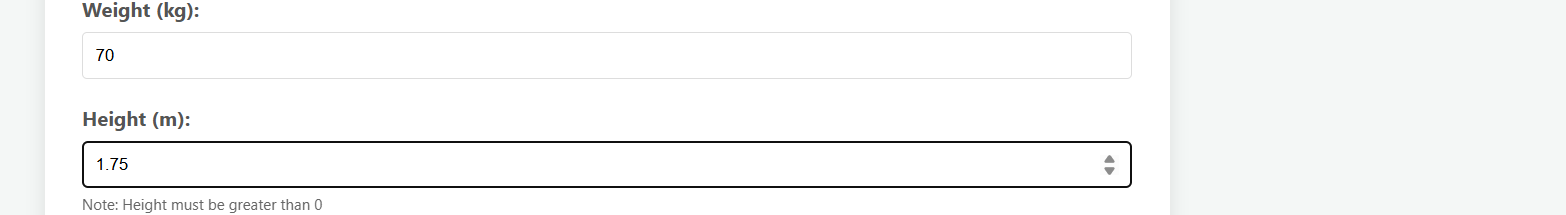 Weight (kg):
70
Height (m):
1.75
Note: Height must be greater than 0